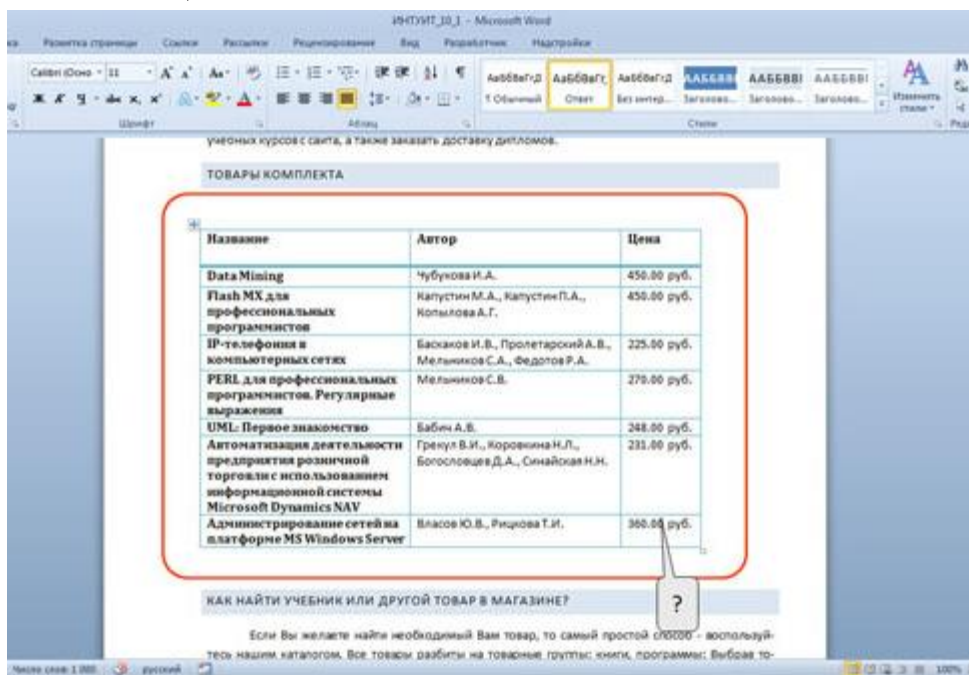 ИНТУИТ_10_1 - Microsoft Word
ка Разметка страницы Ссылки Рассылки Рецензирование Вид Разработчик Надстройки
Calibri (Осно 11
АаБбВвГгД АаБбВвГг АаБбВвГгД ААББВВ ААББВВІ ААББВВІ
¶ Обычный Ответ Без интер... Заголово... Заголово... Заголово... Изменить стили
Шрифт Абзац Стили
учебных курсов с сайта, а также заказать доставку дипломов.
ТОВАРЫ КОМПЛЕКТА
Название Автор Цена
Data Mining Чубукова И.А. 450.00 руб.
Flash MX для Капустин М.А., Капустин П.А., 450.00 руб.
профессиональных Копылова А.Г.
программистов
IP-телефония в Баскаков И.В., Пролетарский А.В., 225.00 руб.
компьютерных сетях Мельников С.А., Федотов Р.А.
PERL для профессиональных Мельников С.В. 270.00 руб.
программистов. Регулярные
выражения
UML: Первое знакомство Бабич А.В. 248.00 руб.
Автоматизация деятельности Грекул В.И., Коровкина Н.Л., 231.00 руб.
предприятия розничной Богословцев Д.А., Синайская Н.Н.
торговли с использованием
информационной системы
Microsoft Dynamics NAV
Администрирование сетей на Власов Ю.В., Рицкова Т.И. 360.00 руб.
платформе MS Windows Server
?
КАК НАЙТИ УЧЕБНИК ИЛИ ДРУГОЙ ТОВАР В МАГАЗИНЕ?
Если Вы желаете найти необходимый Вам товар, то самый простой способ - воспользуй-
тесь нашим каталогом. Все товары разбиты на товарные группы: книги, программы: Выбрав то-
Число слов: 1 русский 100%